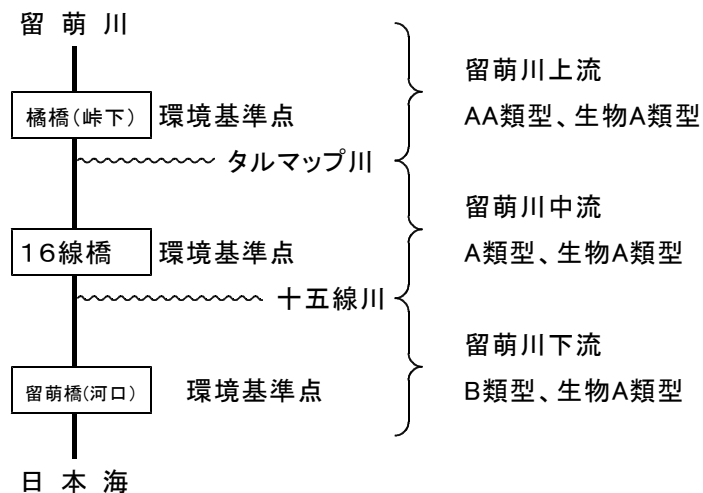 留萌川
留萌川上流
橘橋(峠下) 環境基準点
AA類型、生物A類型
タルマップ川
留萌川中流
16線橋 環境基準点
A類型、生物A類型
十五線川
留萌川下流
留萌橋(河口) 環境基準点
B類型、生物A類型
日本海